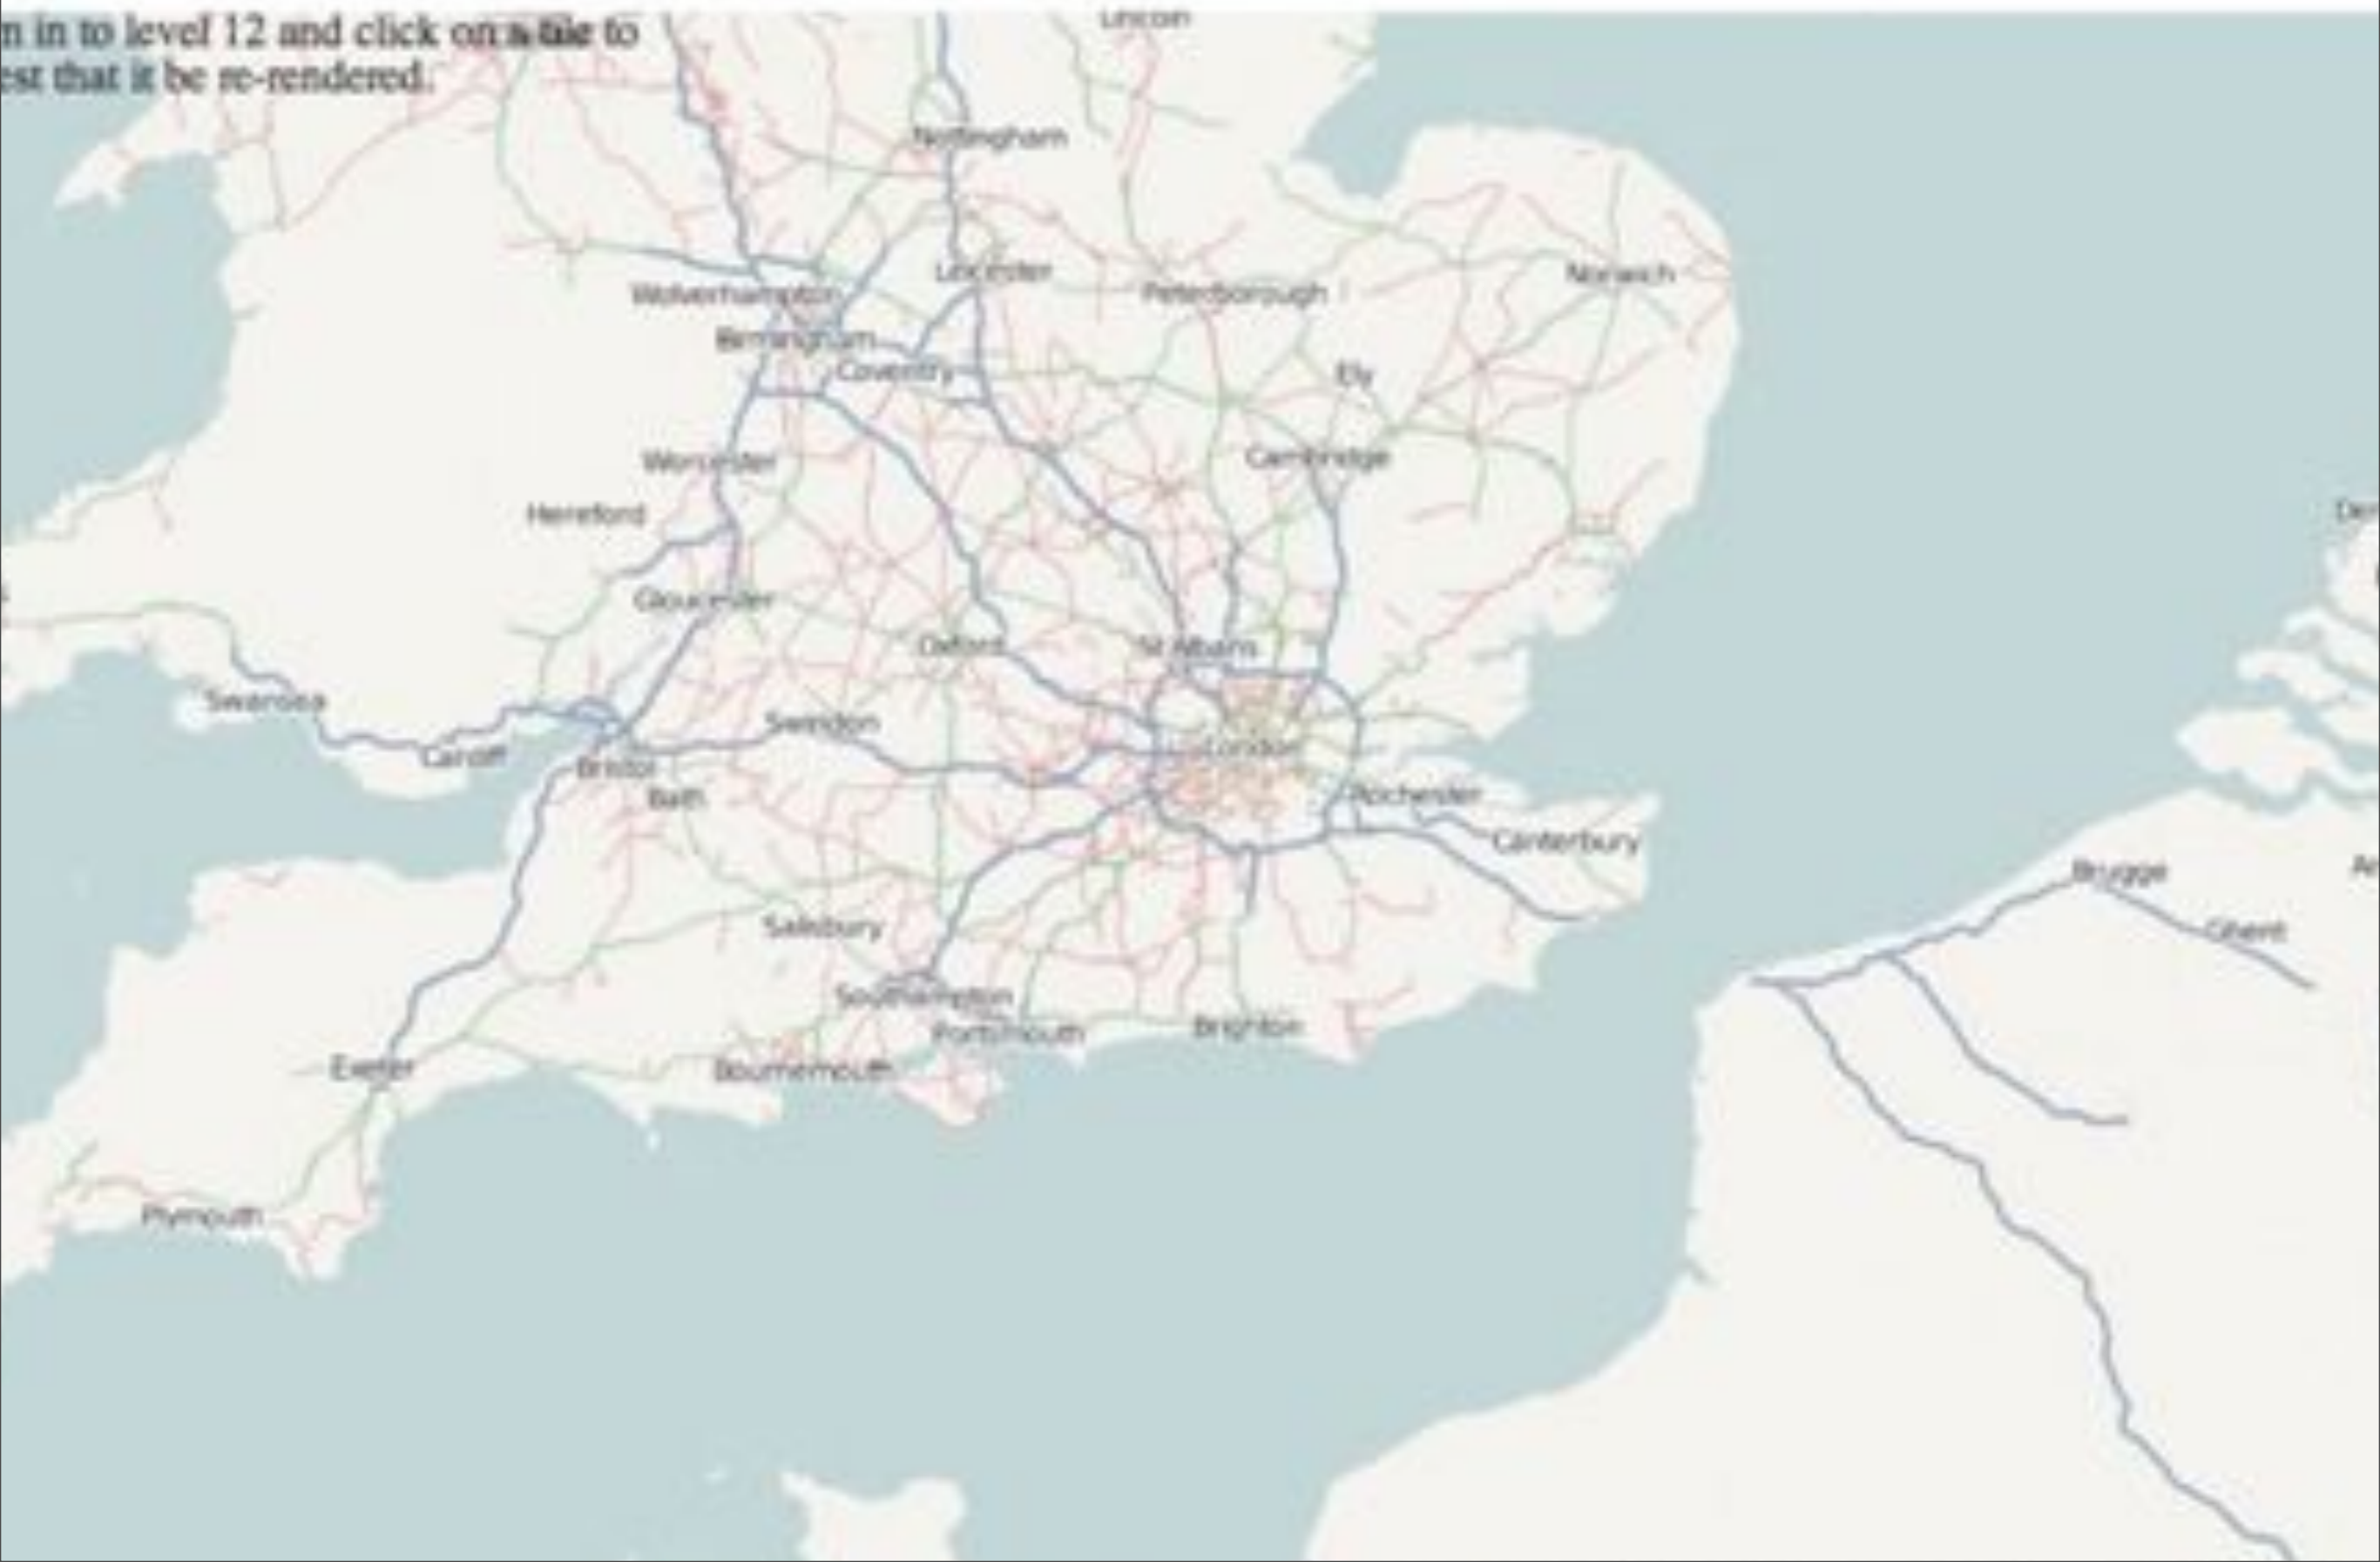 n in to level 12 and click on a tile to
est that it be re-rendered.
Lincoln
Nottingham
Leicester
Norwich
Wolverhampton
Peterborough
Birmingham
Coventry
Ely
Worcester
Cambridge
Hereford
Gloucester
Oxford
St Albans
Swansea
Swindon
Cardiff
London
Bristol
Bath
Rochester
Canterbury
Brugge
Salisbury
Ghent
Southampton
Portsmouth
Brighton
Exeter
Bournemouth
Plymouth